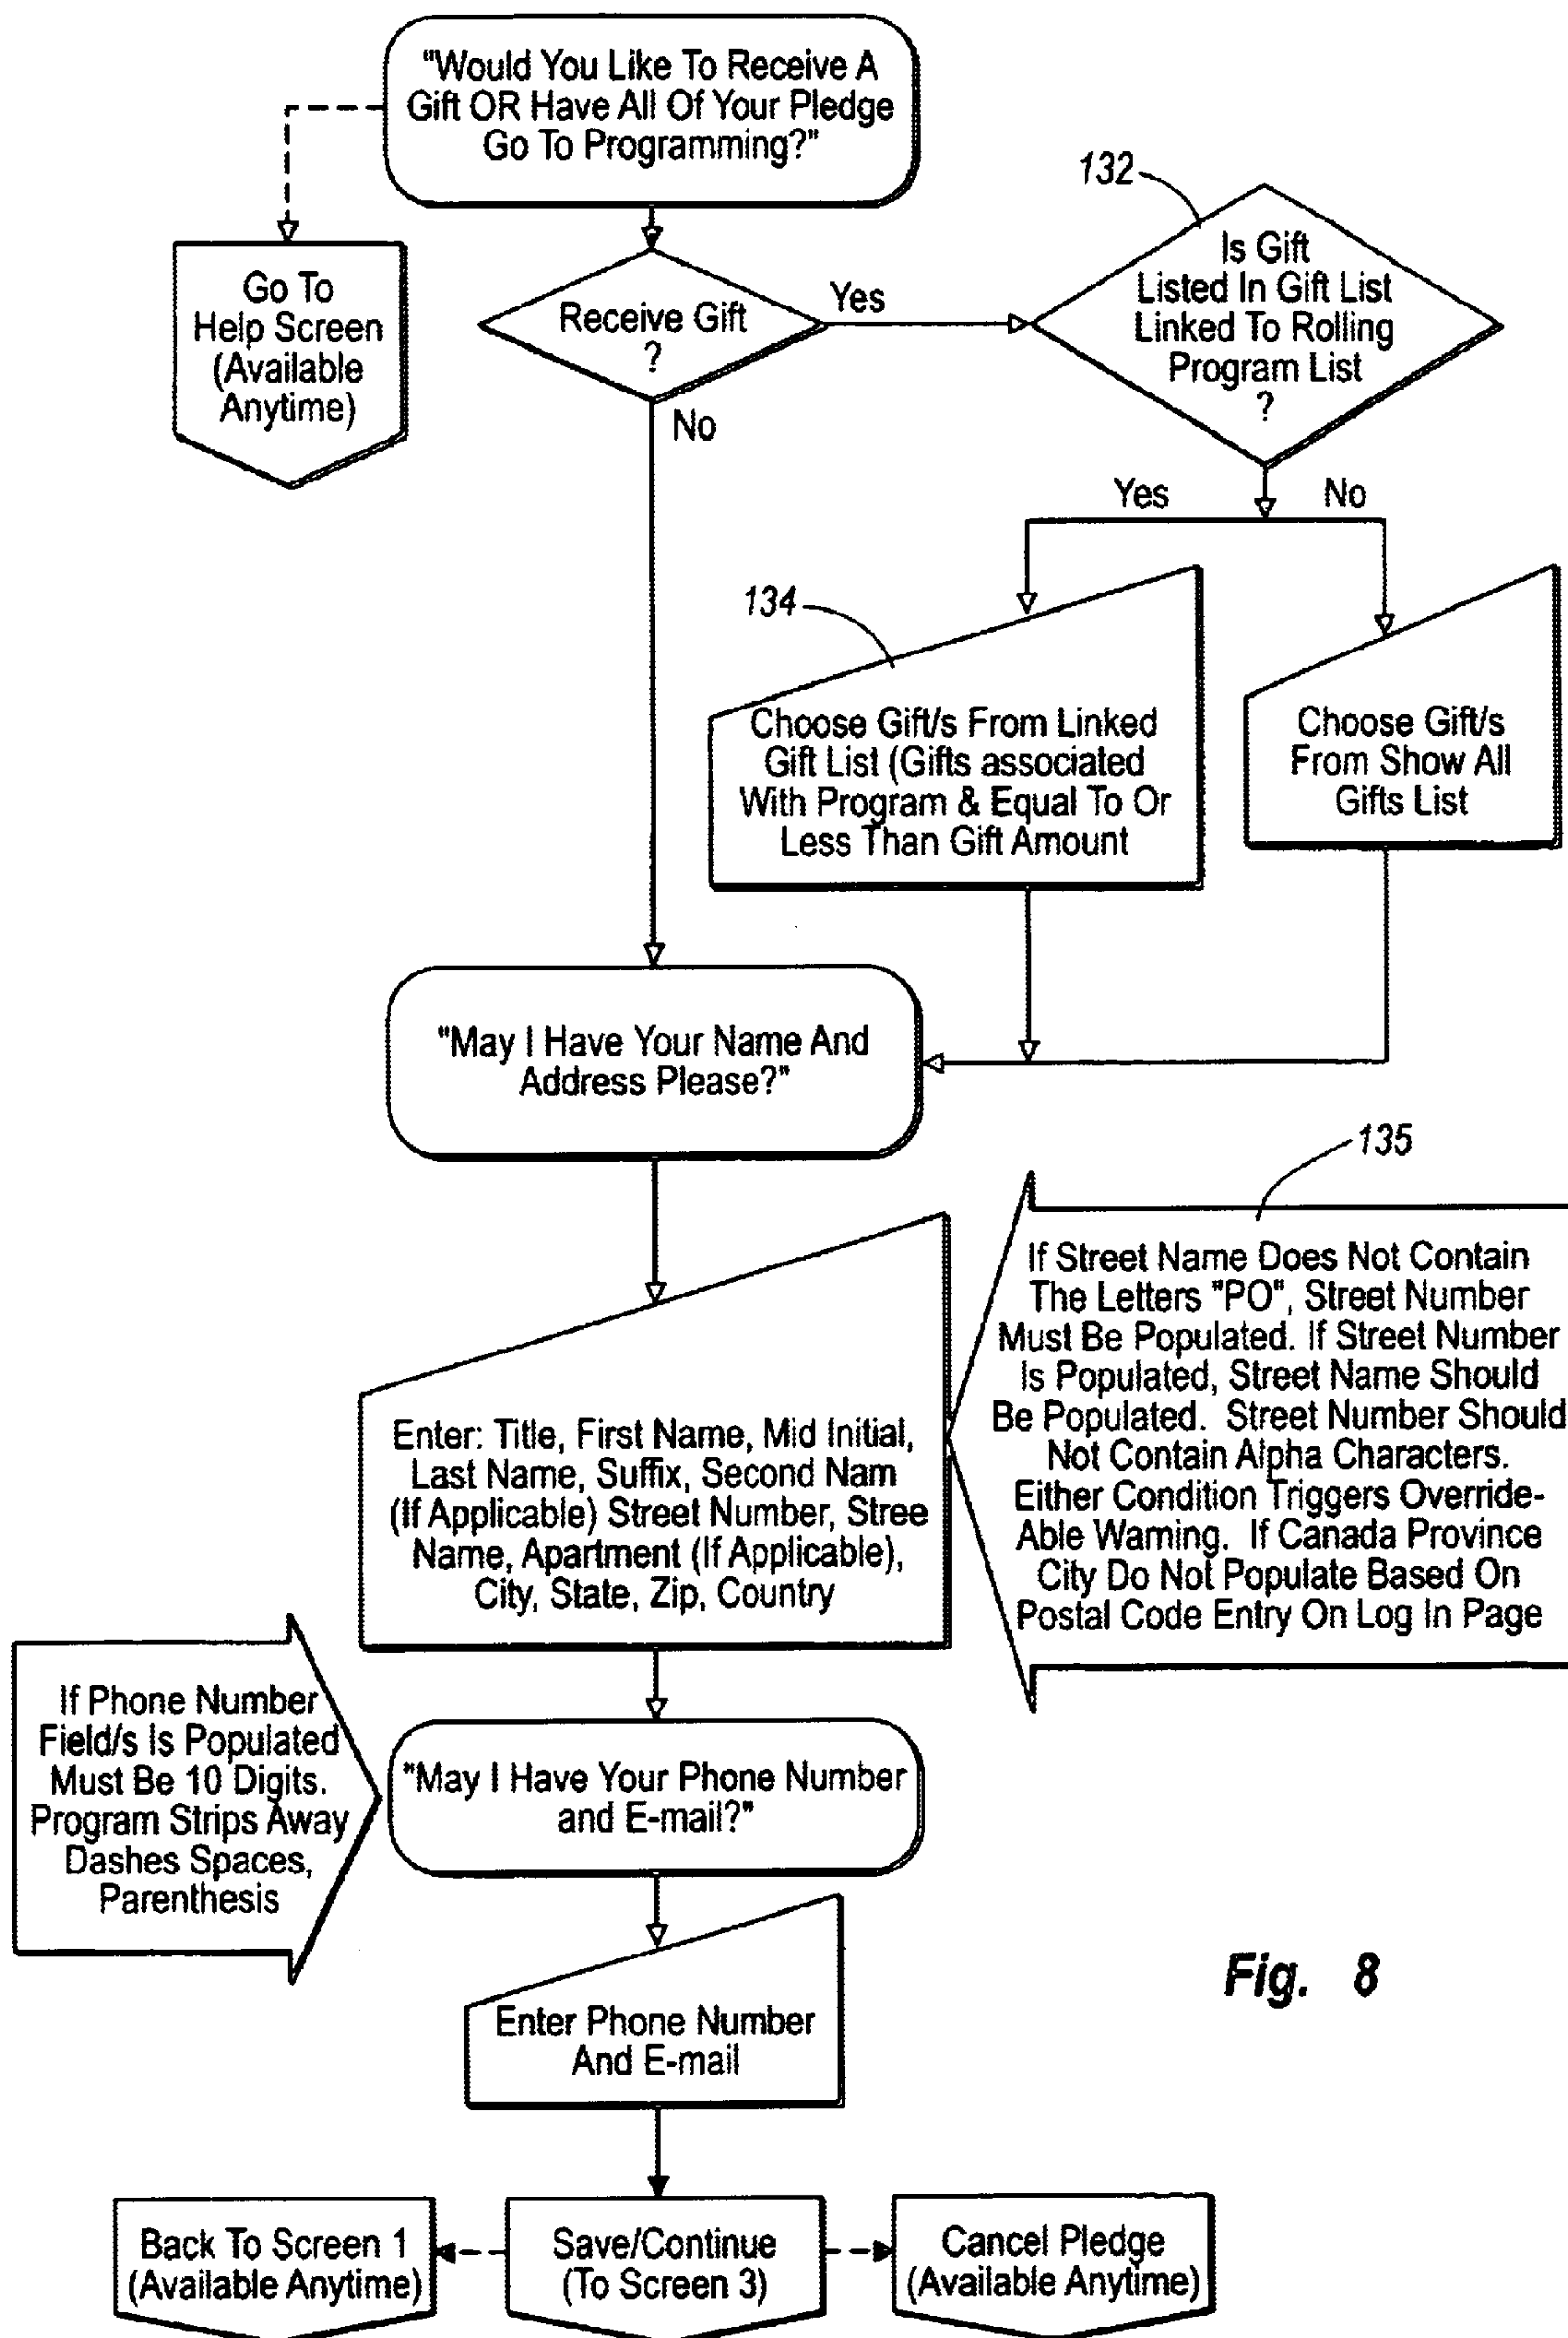 "Would You Like To Receive A
Gift OR Have All Of Your Pledge
Go To Programming?"
132
Go To
Help Screen
(Available
Anytime)
Receive Gift
?
Yes
No
Is Gift
Listed In Gift List
Linked To Rolling
Program List
?
Yes
No
134
Choose Gift/s From Linked
Gift List (Gifts associated
With Program & Equal To Or
Less Than Gift Amount
Choose Gift/s
From Show All
Gifts List
"May I Have Your Name And
Address Please?"
135
If Street Name Does Not Contain
The Letters "PO", Street Number
Must Be Populated. If Street Number
Is Populated, Street Name Should
Be Populated. Street Number Should
Not Contain Alpha Characters.
Either Condition Triggers Override-
Able Warning. If Canada Province
City Do Not Populate Based On
Postal Code Entry On Log In Page
Enter: Title, First Name, Mid Initial,
Last Name, Suffix, Second Nam
(If Applicable) Street Number, Stree
Name, Apartment (If Applicable),
City, State, Zip, Country
If Phone Number
Field/s Is Populated
Must Be 10 Digits.
Program Strips Away
Dashes Spaces,
Parenthesis
"May I Have Your Phone Number
and E-mail?"
Enter Phone Number
And E-mail
Fig. 8
Back To Screen 1
(Available Anytime)
Save/Continue
(To Screen 3)
Cancel Pledge
(Available Anytime)